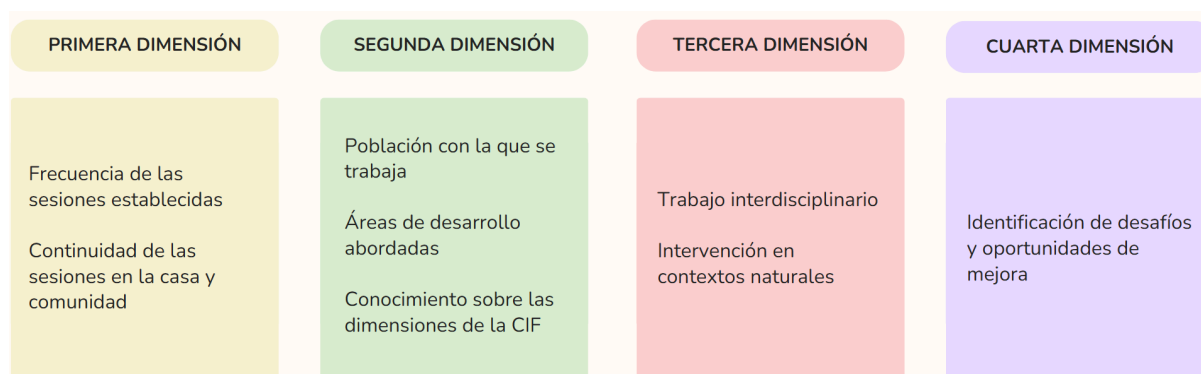 PRIMERA DIMENSIÓN
Frecuencia de las
sesiones establecidas
Continuidad de las
sesiones en la casa y
comunidad
SEGUNDA DIMENSIÓN
Población con la que se
trabaja
Áreas de desarrollo
abordadas
Conocimiento sobre las
dimensiones de la CIF
TERCERA DIMENSIÓN
Trabajo interdisciplinario
Intervención en
contextos naturales
CUARTA DIMENSIÓN
Identificación de desafíos
y oportunidades de
mejora